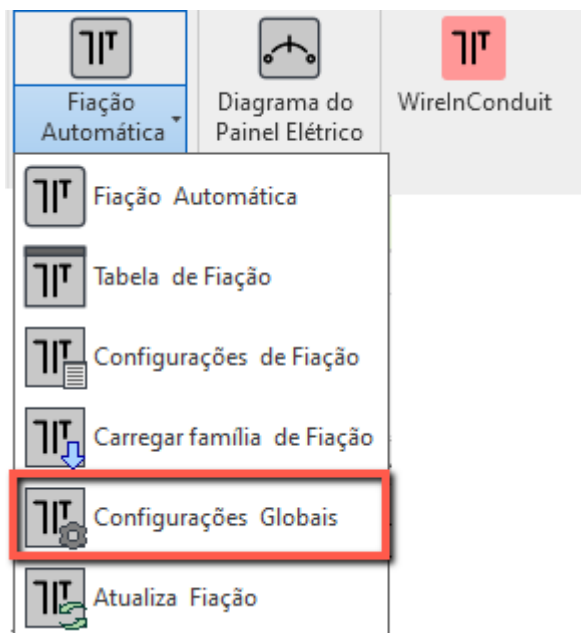 Fiação
Automática
Diagrama do
Painel Elétrico
WireInConduit
Fiação Automática
Tabela de Fiação
Configurações de Fiação
Carregar família de Fiação
Configurações Globais
Atualiza Fiação